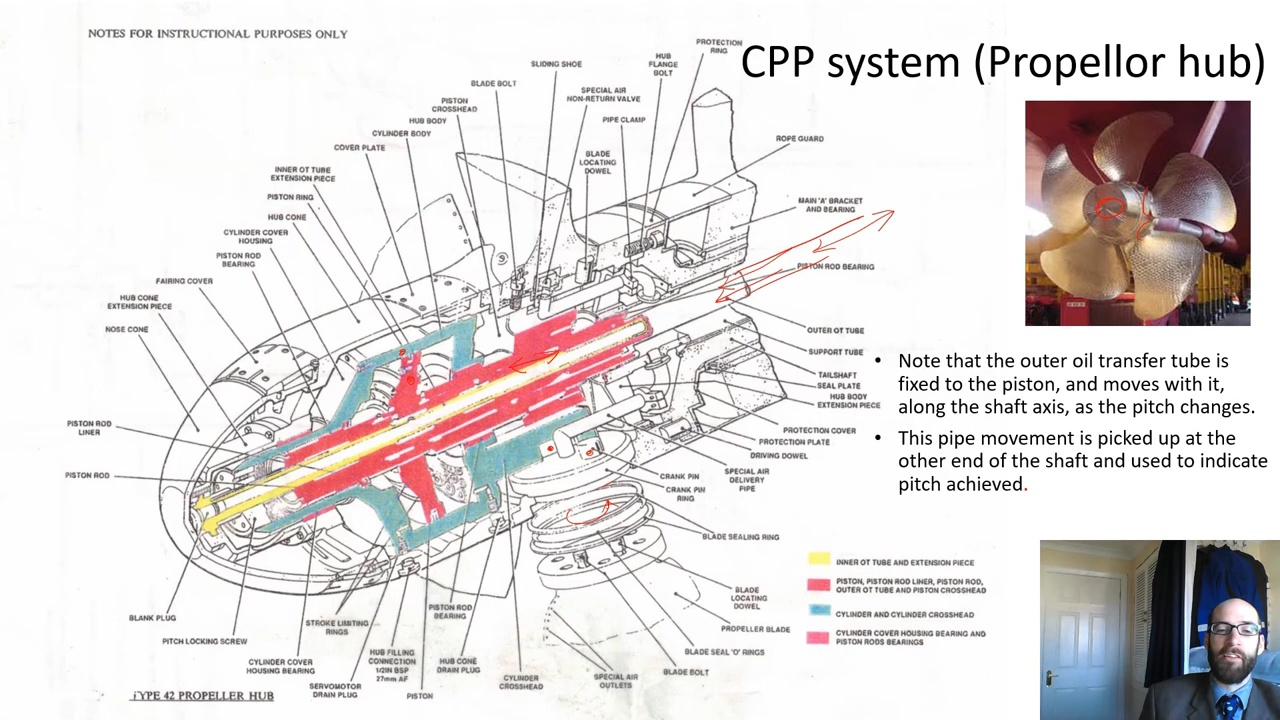 NOTES FOR INSTRUCTIONAL PURPOSES ONLY
CPP system (Propellor hub)
PROTECTION
RING
HUB
FLANGE
BOLT
SLIDING SHOE
BLADE BOLT
SPECIAL AIR
NON-RETURN VALVE
PISTON
CROSSHEAD
PIPE CLAMP
HUB BODY
CYLINDER BODY
ROPE GUARD
COVER PLATE
BLADE
LOCATING
DOWEL
INNER OT TUBE
EXTENSION PIECE
PISTON RING
MAIN 'A' BRACKET
AND BEARING
HUB CONE
CYLINDER COVER
HOUSING
PISTON ROD
BEARING
PISTON ROD BEARING
FAIRING COVER
HUB CONE
EXTENSION PIECE
NOSE CONE
OUTER OT TUBE
SUPPORT TUBE
TAILSHAFT
SEAL PLATE
HUB BODY
EXTENSION PIECE
• Note that the outer oil transfer tube is
fixed to the piston, and moves with it,
along the shaft axis, as the pitch changes.
• This pipe movement is picked up at the
other end of the shaft and used to indicate
pitch achieved.
PISTON ROD
LINER
PROTECTION COVER
PROTECTION PLATE
DRIVING DOWEL
PISTON ROD
CRANK PIN
SPECIAL AIR
DELIVERY
PIPE
CRANK PIN
RING
BLADE SEALING RING
INNER OT TUBE AND EXTENSION PIECE
PISTON, PISTON ROD LINER, PISTON ROD,
OUTER OT TUBE AND PISTON CROSSHEAD
CYLINDER AND CYLINDER CROSSHEAD
CYLINDER COVER HOUSING BEARING AND
PISTON RODS BEARINGS
BLADE
LOCATING
DOWEL
PISTON ROD
BEARING
BLANK PLUG
STROKE LIMITING
RINGS
PROPELLER BLADE
PITCH LOCKING SCREW
BLADE SEAL 'O' RINGS
HUB FILLING
CONNECTION
1/2IN BSP
27mm AF
CYLINDER COVER
HOUSING BEARING
HUB CONE
DRAIN PLUG
BLADE BOLT
SPECIAL AIR
OUTLETS
CYLINDER
CROSSHEAD
SERVOMOTOR
DRAIN PLUG
PISTON
TYPE 42 PROPELLER HUB